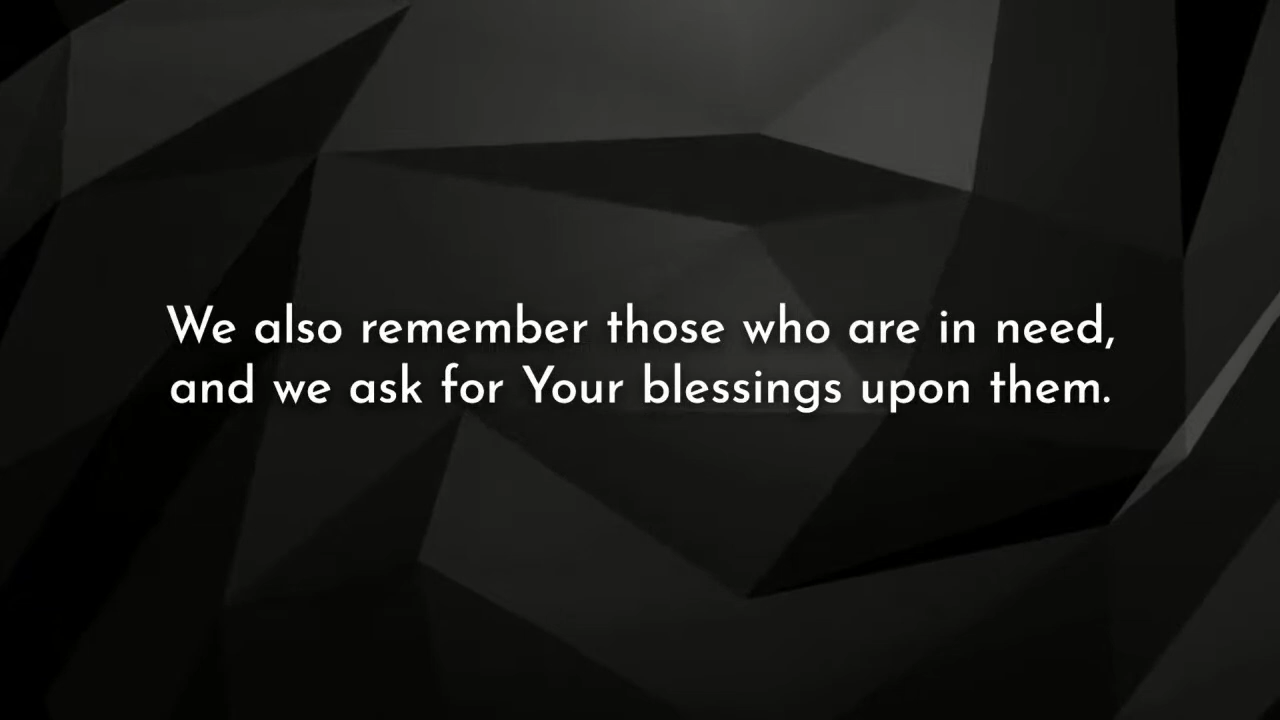 We also remember those who are in need,
and we ask for Your blessings upon them.